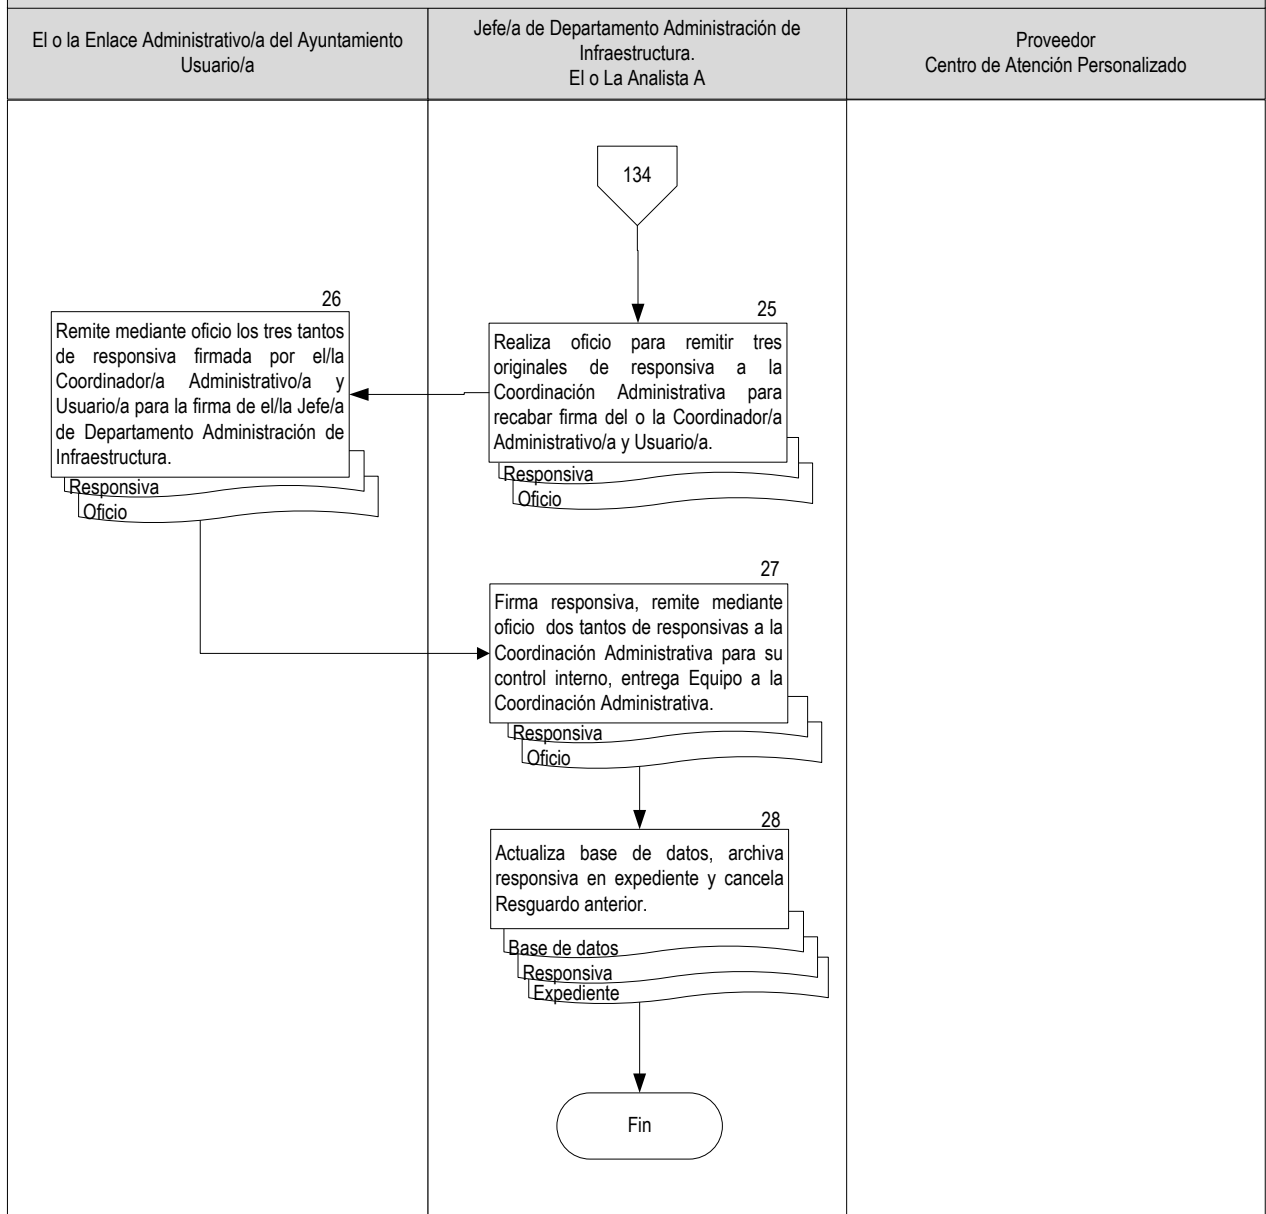 El o la Enlace Administrativo/a del Ayuntamiento
Usuario/a
Jefe/a de Departamento Administración de
Infraestructura.
El o La Analista A
Proveedor
Centro de Atención Personalizado
134
25
Realiza oficio para remitir tres
originales de responsiva a la
Coordinación Administrativa para
recabar firma del o la Coordinador/a
Administrativo/a y Usuario/a.
Responsiva
Oficio
26
Remite mediante oficio los tres tantos
de responsiva firmada por el/la
Coordinador/a Administrativo/a y
Usuario/a para la firma de el/la Jefe/a
de Departamento Administración de
Infraestructura.
Responsiva
Oficio
27
Firma responsiva, remite mediante
oficio dos tantos de responsivas a la
Coordinación Administrativa para su
control interno, entrega Equipo a la
Coordinación Administrativa.
Responsiva
Oficio
28
Actualiza base de datos, archiva
responsiva en expediente y cancela
Resguardo anterior.
Base de datos
Responsiva
Expediente
Fin